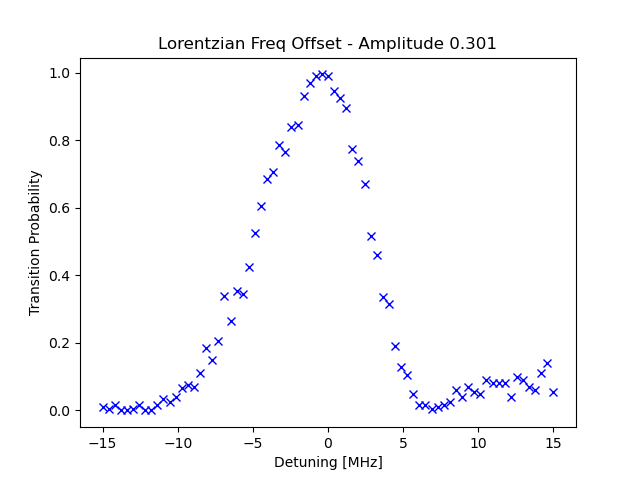 Lorentzian Freq Offset - Amplitude 0.301
1.0
0.8
0.6
0.4
0.2
0.0
Transition Probability
−15 −10 −5 0 5 10 15
Detuning [MHz]